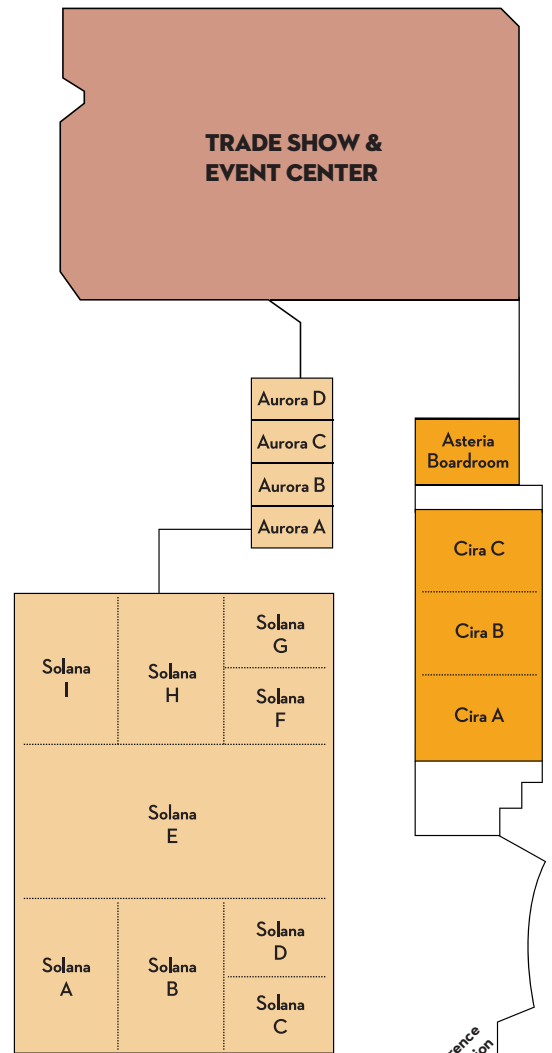 TRADE SHOW &
EVENT CENTER
Aurora D
Aurora C
Aurora B
Aurora A
Asteria
Boardroom
Cira C
Cira B
Cira A
Solana
I
Solana
H
Solana
G
Solana
F
Solana
E
Solana
A
Solana
B
Solana
D
Solana
C